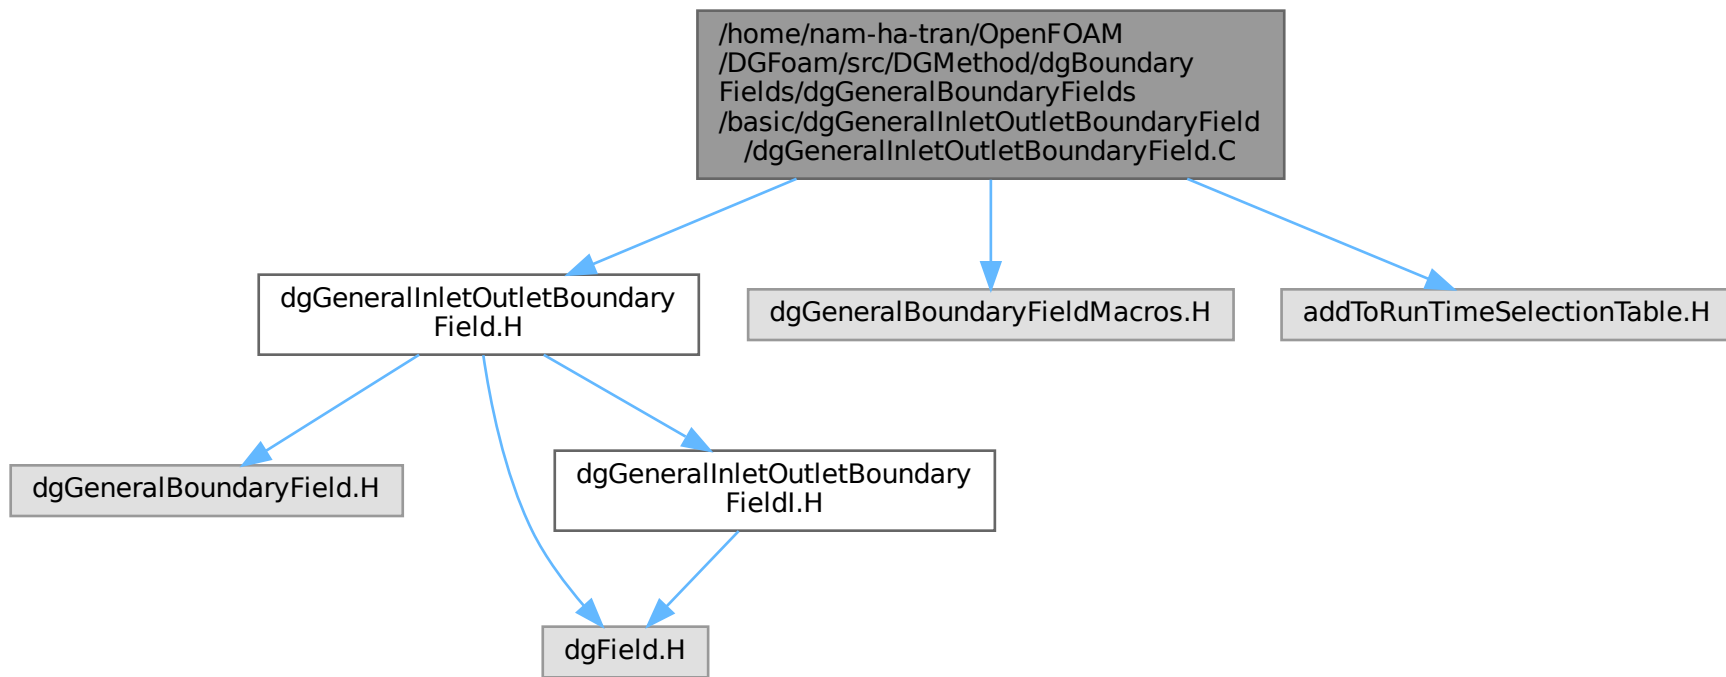 /home/nam-ha-tran/OpenFOAM
/DGFoam/src/DGMethod/dgBoundary
Fields/dgGeneralBoundaryFields
/basic/dgGeneralInletOutletBoundaryField
/dgGeneralInletOutletBoundaryField.C
dgGeneralInletOutletBoundary
Field.H
dgGeneralBoundaryFieldMacros.H
addToRunTimeSelectionTable.H
dgGeneralBoundaryField.H
dgGeneralInletOutletBoundary
FieldI.H
dgField.H